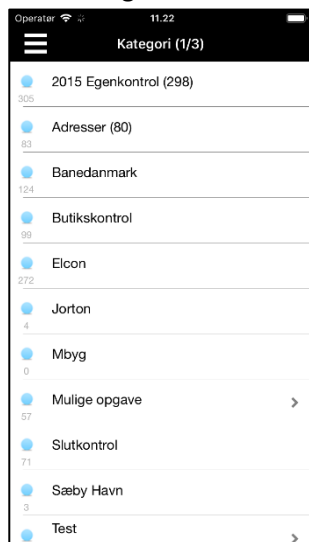 Operatør 11.22
Kategori (1/3)
2015 Egenkontrol (298)
305
Adresser (80)
83
Banedanmark
124
Butikskontrol
99
Elcon
272
Jorton
4
Mbyg
0
Mulige opgave
57
Slutkontrol
71
Sæby Havn
3
Test